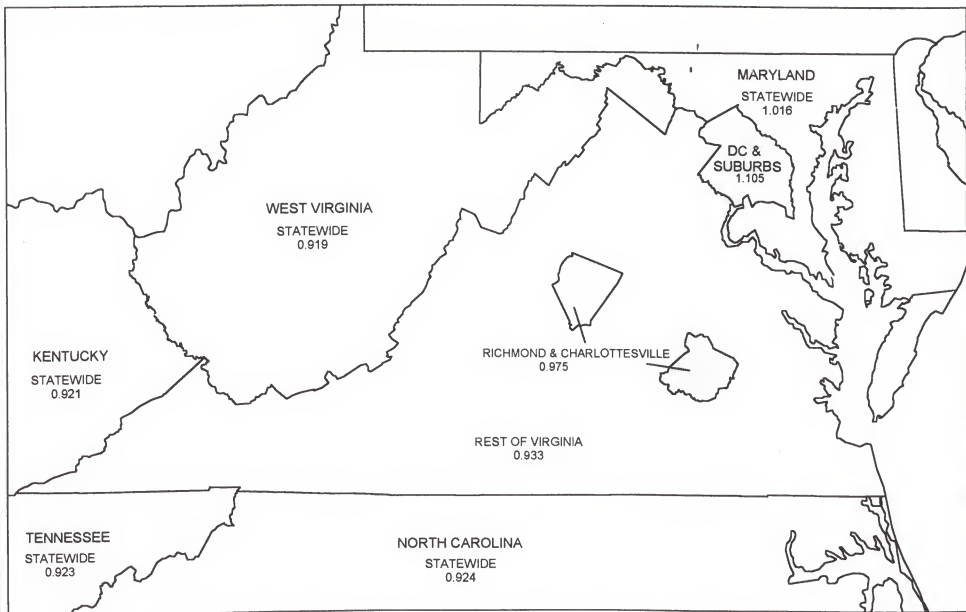 MARYLAND
STATEWIDE
1.016
DC &
SUBURBS
1.105
WEST VIRGINIA
STATEWIDE
0.919
RICHMOND & CHARLOTTESVILLE
0.975
KENTUCKY
STATEWIDE
0.921
REST OF VIRGINIA
0.933
TENNESSEE
STATEWIDE
0.923
NORTH CAROLINA
STATEWIDE
0.924